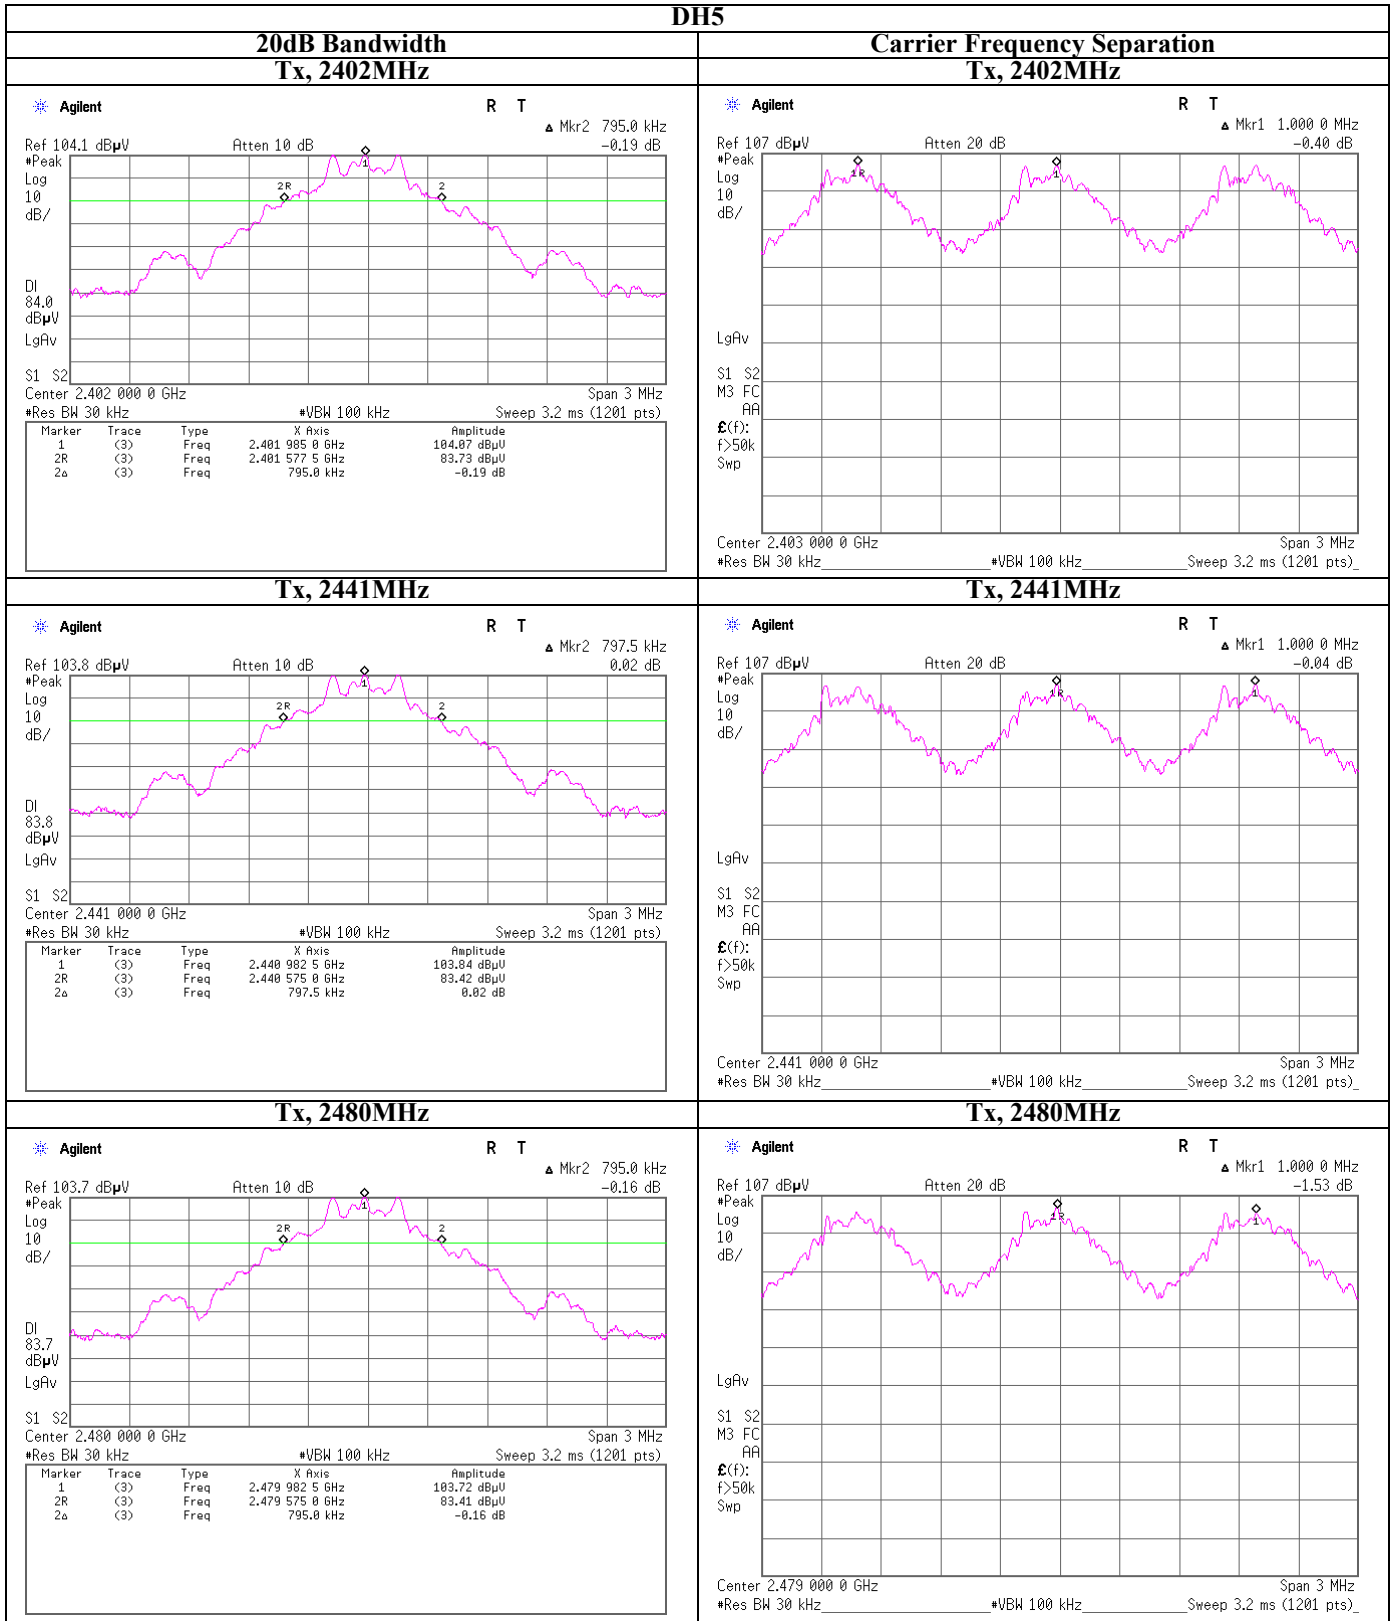 DH5
20dB Bandwidth
Carrier Frequency Separation
Tx, 2402MHz
Tx, 2402MHz
Agilent R T
Δ Mkr2 795.0 kHz
Ref 104.1 dBµV Atten 10 dB -0.19 dB
#Peak
Log
10
dB/
2R
1
2
DI
84.0
dBµV
LgAv
S1 S2
Center 2.402 000 0 GHz Span 3 MHz
#Res BW 30 kHz #VBW 100 kHz Sweep 3.2 ms (1201 pts)
Marker Trace Type X Axis Amplitude
1 (3) Freq 2.401 985 0 GHz 104.07 dBµV
2R (3) Freq 2.401 577 5 GHz 83.73 dBµV
2Δ (3) Freq 795.0 kHz -0.19 dB
Agilent R T
Δ Mkr1 1.000 0 MHz
Ref 107 dBµV Atten 20 dB -0.40 dB
#Peak
Log
10
dB/
1R
1
LgAv
S1 S2
M3 FC
AA
£(f):
f>50k
Swp
Center 2.403 000 0 GHz Span 3 MHz
#Res BW 30 kHz #VBW 100 kHz Sweep 3.2 ms (1201 pts)
Tx, 2441MHz
Tx, 2441MHz
Agilent R T
Δ Mkr2 797.5 kHz
Ref 103.8 dBµV Atten 10 dB 0.02 dB
#Peak
Log
10
dB/
2R
1
2
DI
83.8
dBµV
LgAv
S1 S2
Center 2.441 000 0 GHz Span 3 MHz
#Res BW 30 kHz #VBW 100 kHz Sweep 3.2 ms (1201 pts)
Marker Trace Type X Axis Amplitude
1 (3) Freq 2.440 982 5 GHz 103.84 dBµV
2R (3) Freq 2.440 575 0 GHz 83.42 dBµV
2Δ (3) Freq 797.5 kHz 0.02 dB
Agilent R T
Δ Mkr1 1.000 0 MHz
Ref 107 dBµV Atten 20 dB -0.04 dB
#Peak
Log
10
dB/
1R
1
LgAv
S1 S2
M3 FC
AA
£(f):
f>50k
Swp
Center 2.441 000 0 GHz Span 3 MHz
#Res BW 30 kHz #VBW 100 kHz Sweep 3.2 ms (1201 pts)
Tx, 2480MHz
Tx, 2480MHz
Agilent R T
Δ Mkr2 795.0 kHz
Ref 103.7 dBµV Atten 10 dB -0.16 dB
#Peak
Log
10
dB/
2R
1
2
DI
83.7
dBµV
LgAv
S1 S2
Center 2.480 000 0 GHz Span 3 MHz
#Res BW 30 kHz #VBW 100 kHz Sweep 3.2 ms (1201 pts)
Marker Trace Type X Axis Amplitude
1 (3) Freq 2.479 982 5 GHz 103.72 dBµV
2R (3) Freq 2.479 575 0 GHz 83.41 dBµV
2Δ (3) Freq 795.0 kHz -0.16 dB
Agilent R T
Δ Mkr1 1.000 0 MHz
Ref 107 dBµV Atten 20 dB -1.53 dB
#Peak
Log
10
dB/
1R
1
LgAv
S1 S2
M3 FC
AA
£(f):
f>50k
Swp
Center 2.479 000 0 GHz Span 3 MHz
#Res BW 30 kHz #VBW 100 kHz Sweep 3.2 ms (1201 pts)